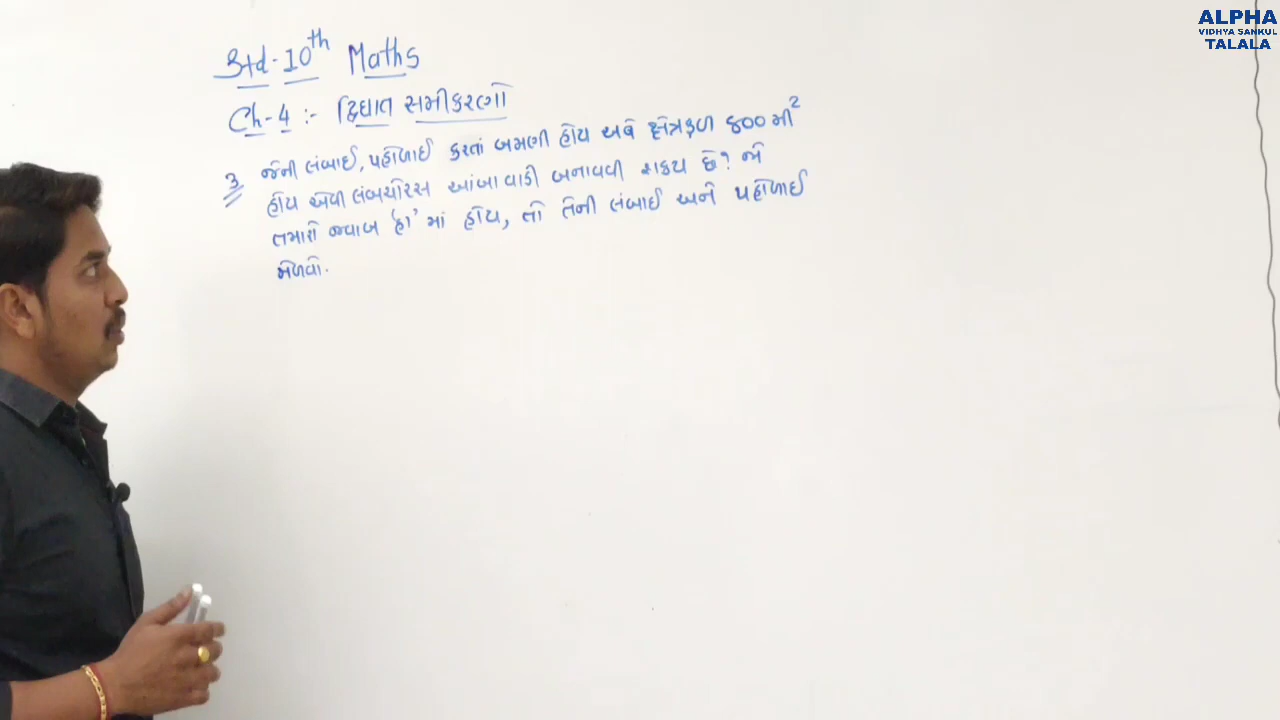 Std-10th Maths
Ch-4 :- દ્વિઘાત સમીકરણો
3 જેની લંબાઈ, પહોળાઈ કરતાં બમણી હોય અને ક્ષેત્રફળ ૮૦૦ મી2
હોય એવી લંબચોરસ આંબાવાડી બનાવવી શક્ય છે? જો
તમારો જવાબ 'હા' માં હોય, તો તેની લંબાઈ અને પહોળાઈ
મેળવો.
ALPHA
VIDHYA SANKUL
TALALA